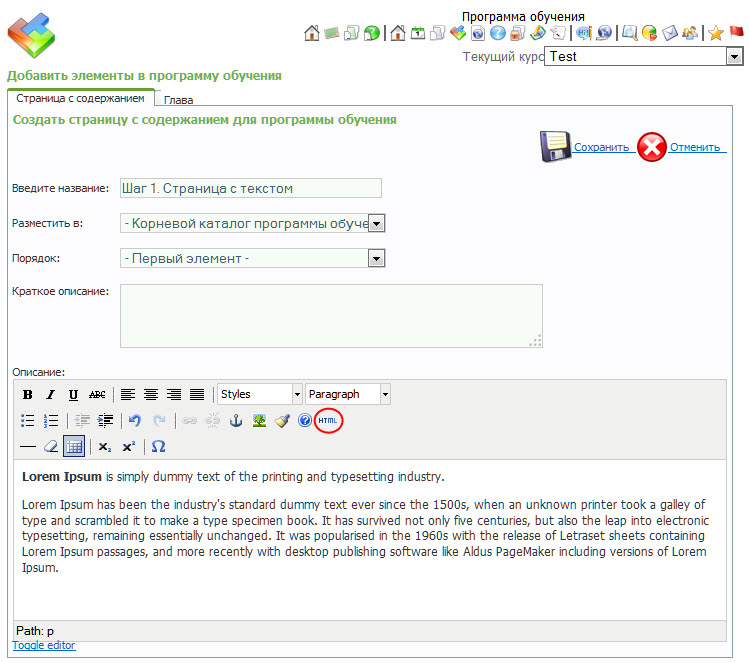 Программа обучения
Текущий курс Test
Добавить элементы в программу обучения
Страница с содержанием Глава
Создать страницу с содержанием для программы обучения
Сохранить Отменить
Введите название: Шаг 1. Страница с текстом
Разместить в: - Корневой каталог программы обуче
Порядок: - Первый элемент -
Краткое описание:
Описание:
B I U ABC Styles Paragraph
HTML
x₂ x² Ω
Lorem Ipsum is simply dummy text of the printing and typesetting industry.
Lorem Ipsum has been the industry's standard dummy text ever since the 1500s, when an unknown printer took a galley of
type and scrambled it to make a type specimen book. It has survived not only five centuries, but also the leap into electronic
typesetting, remaining essentially unchanged. It was popularised in the 1960s with the release of Letraset sheets containing
Lorem Ipsum passages, and more recently with desktop publishing software like Aldus PageMaker including versions of Lorem
Ipsum.
Path: p
Toggle editor